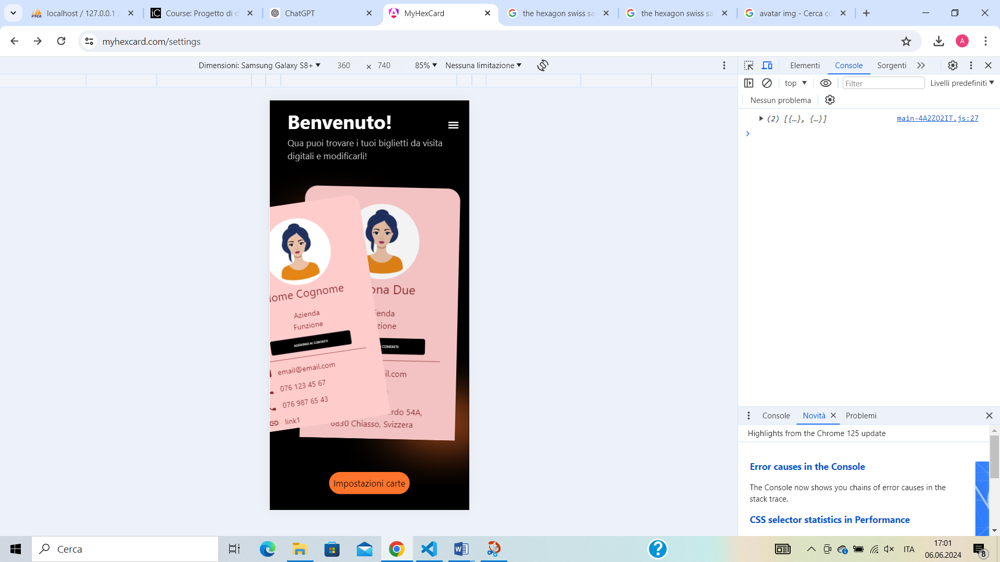 localhost / 127.0.0.1 /
Course: Progetto di d
ChatGPT
MyHexCard
the hexagon swiss sa
the hexagon swiss sa
avatar img - Cerca co
myhexcard.com/settings
A
Dimensioni: Samsung Galaxy S8+
360
×
740
85%
Nessuna limitazione
Elementi
Console
Sorgenti
top
Filter
Livelli predefiniti
Nessun problema
(2) [{…}, {…}]
main-4A2ZO2IT.js:27
Benvenuto!
Qua puoi trovare i tuoi biglietti da visita
digitali e modificarli!
ome Cognome
Azienda
Funzione
AGGIUNGI AI CONTATTI
email@email.com
076 123 45 67
076 987 65 43
link1
ona Due
enda
zione
I CONTATTI
il.com
rdo 54A,
6830 Chiasso, Svizzera
Impostazioni carte
Console
Novità
Problemi
Highlights from the Chrome 125 update
Error causes in the Console
The Console now shows you chains of error causes in the
stack trace.
CSS selector statistics in Performance
Cerca
ITA
17:01
06.06.2024
8